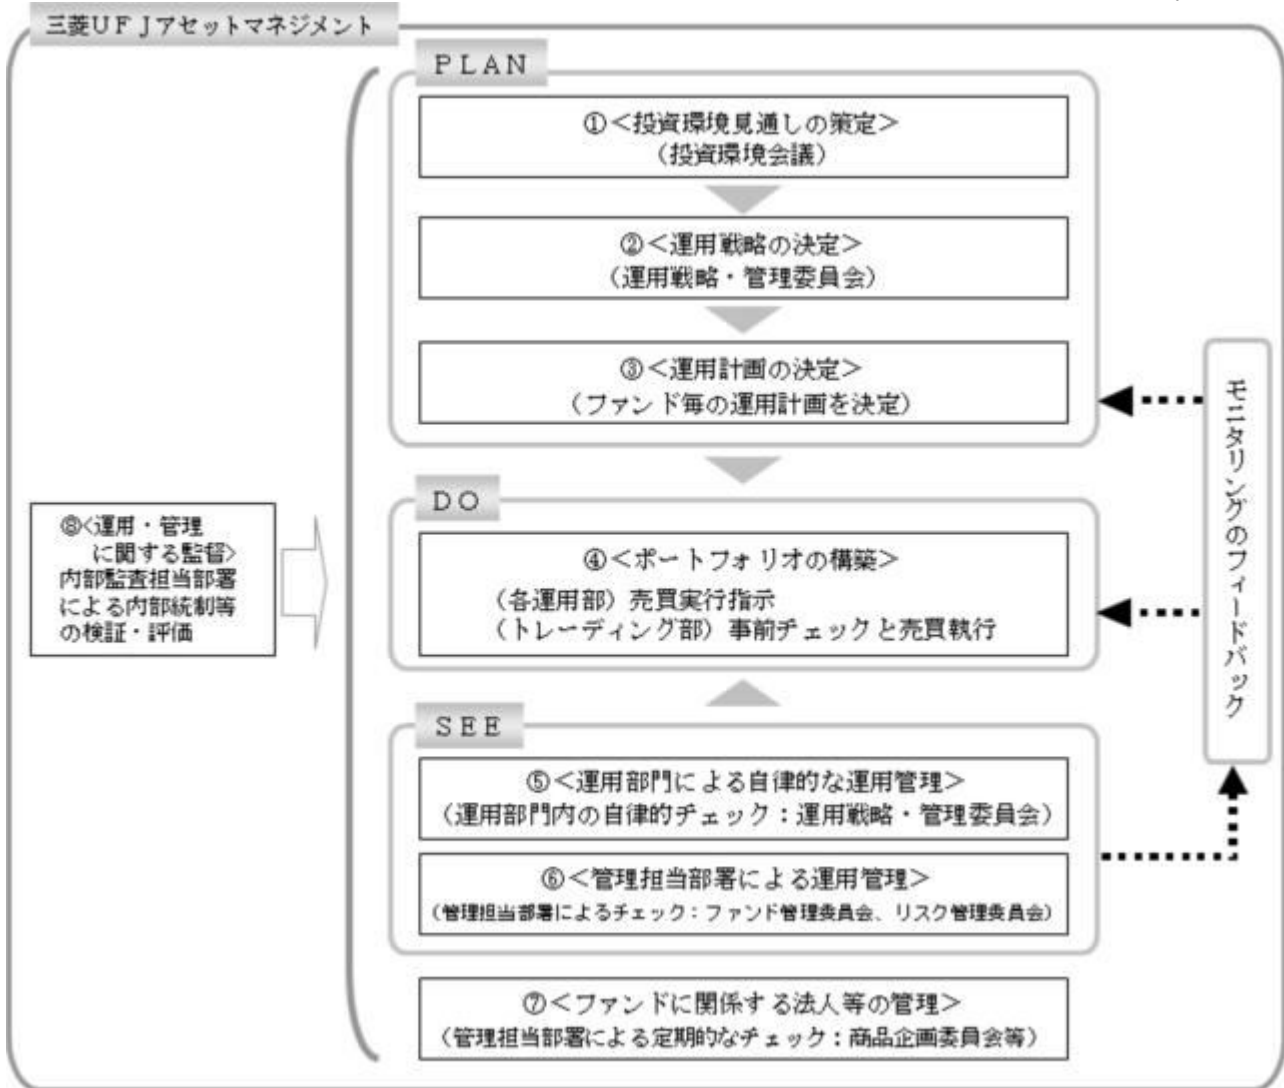 三菱ＵＦＪアセットマネジメント
ＰＬＡＮ
①＜投資環境見通しの策定＞
（投資環境会議）
②＜運用戦略の決定＞
（運用戦略・管理委員会）
③＜運用計画の決定＞
（ファンド毎の運用計画を決定）
ＤＯ
④＜ポートフォリオの構築＞
（各運用部）売買実行指示
（トレーディング部）事前チェックと売買執行
ＳＥＥ
⑤＜運用部門による自律的な運用管理＞
（運用部門内の自律的チェック：運用戦略・管理委員会）
⑥＜管理担当部署による運用管理＞
（管理担当部署によるチェック：ファンド管理委員会、リスク管理委員会）
⑦＜ファンドに関係する法人等の管理＞
（管理担当部署による定期的なチェック：商品企画委員会等）
⑧<運用・管理
に関する監督>
内部監査担当部署
による内部統制等
の検証・評価
モニタリングのフィードバック